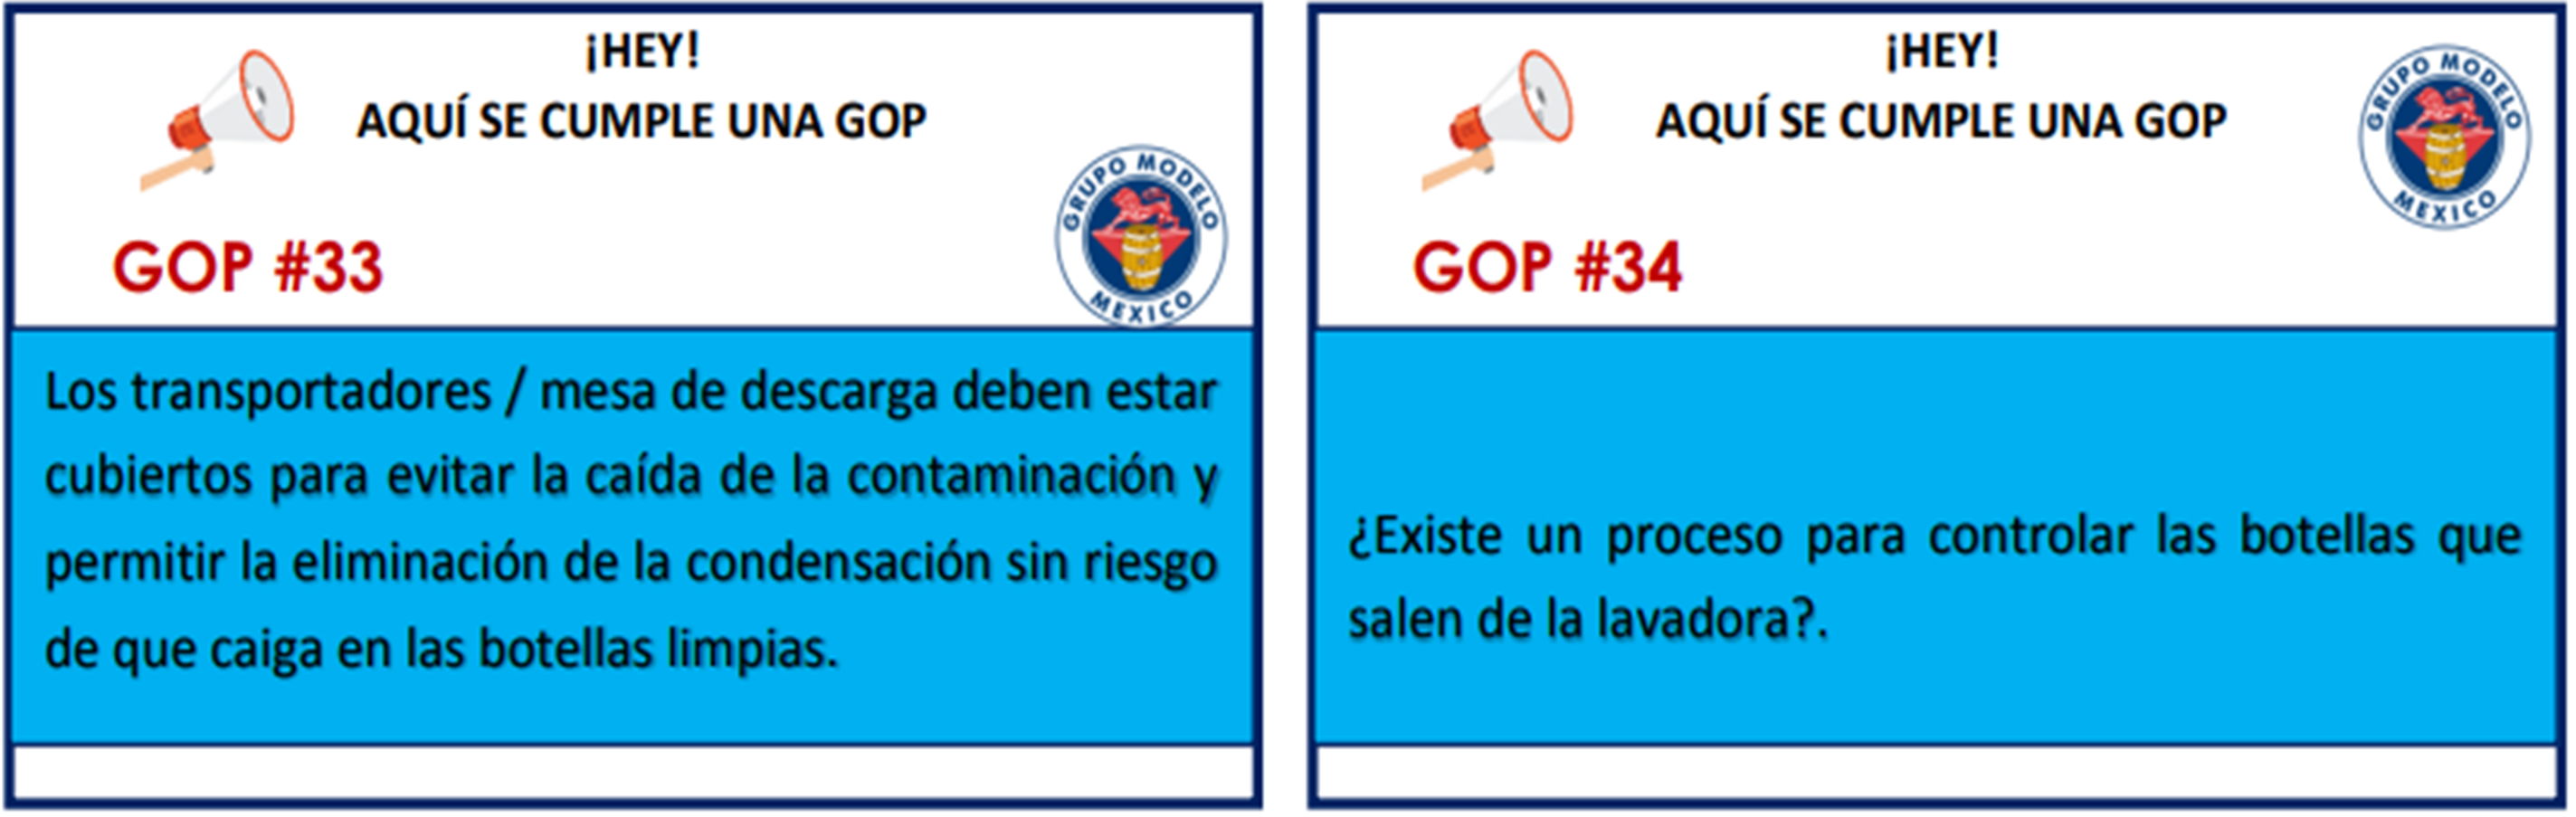 ¡HEY!
AQUÍ SE CUMPLE UNA GOP
GRUPO MODELO
MEXICO
GOP #33
Los transportadores / mesa de descarga deben estar
cubiertos para evitar la caída de la contaminación y
permitir la eliminación de la condensación sin riesgo
de que caiga en las botellas limpias.
¡HEY!
AQUÍ SE CUMPLE UNA GOP
GRUPO MODELO
MEXICO
GOP #34
¿Existe un proceso para controlar las botellas que
salen de la lavadora?.